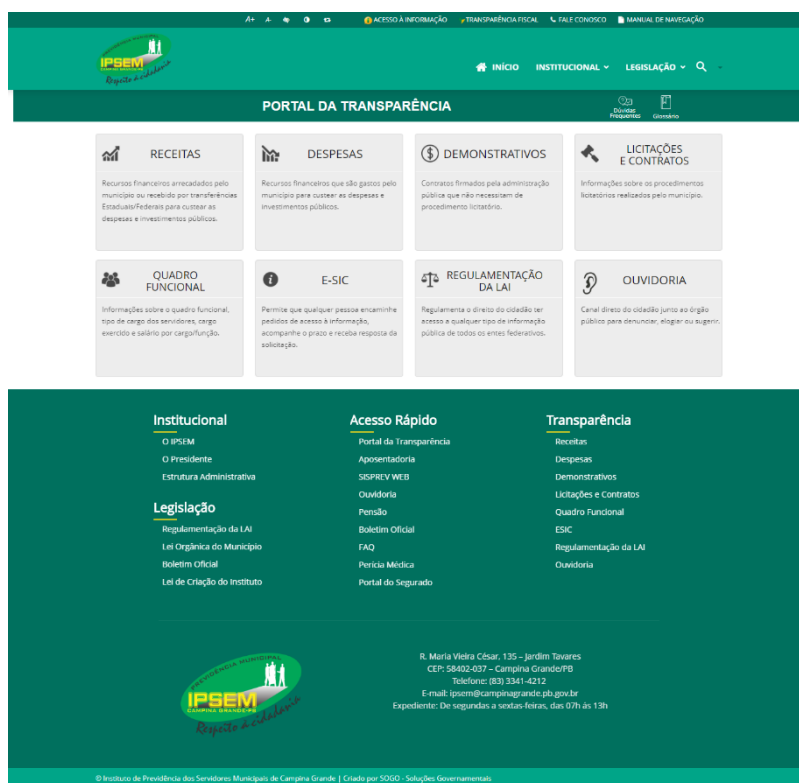 A+ A-
ACESSO À INFORMAÇÃO TRANSPARÊNCIA FISCAL FALE CONOSCO MANUAL DE NAVEGAÇÃO
PREVIDÊNCIA MUNICIPAL
IPSEM
CAMPINA GRANDE-PB
Respeito à cidadania
INÍCIO INSTITUCIONAL LEGISLAÇÃO
PORTAL DA TRANSPARÊNCIA
Dúvidas
Frequentes
Glossário
RECEITAS
Recursos financeiros arrecadados pelo
município ou recebido por transferências
Estaduais/Federais para custear as
despesas e investimentos públicos.
DESPESAS
Recursos financeiros que são gastos pelo
município para custear as despesas e
investimentos públicos.
DEMONSTRATIVOS
Contratos firmados pela administração
pública que não necessitam de
procedimento licitatório.
LICITAÇÕES
E CONTRATOS
Informações sobre os procedimentos
licitatórios realizados pelo município.
QUADRO
FUNCIONAL
Informações sobre o quadro funcional,
tipo de cargo dos servidores, cargo
exercido e salário por cargo/função.
E-SIC
Permite que qualquer pessoa encaminhe
pedidos de acesso à informação,
acompanhe o prazo e receba resposta da
solicitação.
REGULAMENTAÇÃO
DA LAI
Regulamenta o direito do cidadão ter
acesso a qualquer tipo de informação
pública de todos os entes federativos.
OUVIDORIA
Canal direto do cidadão junto ao órgão
público para denunciar, elogiar ou sugerir.
Institucional
O IPSEM
O Presidente
Estrutura Administrativa
Legislação
Regulamentação da LAI
Lei Orgânica do Município
Boletim Oficial
Lei de Criação do Instituto
Acesso Rápido
Portal da Transparência
Aposentadoria
SISPREV WEB
Ouvidoria
Pensão
Boletim Oficial
FAQ
Perícia Médica
Portal do Segurado
Transparência
Receitas
Despesas
Demonstrativos
Licitações e Contratos
Quadro Funcional
ESIC
Regulamentação da LAI
Ouvidoria
PREVIDÊNCIA MUNICIPAL
IPSEM
CAMPINA GRANDE-PB
Respeito à cidadania
R. Maria Vieira César, 135 – Jardim Tavares
CEP: 58402-037 – Campina Grande/PB
Telefone: (83) 3341-4212
E-mail: ipsem@campinagrande.pb.gov.br
Expediente: De segundas a sextas-feiras, das 07h às 13h
© Instituto de Previdência dos Servidores Municipais de Campina Grande | Criado por SOGO - Soluções Governamentais